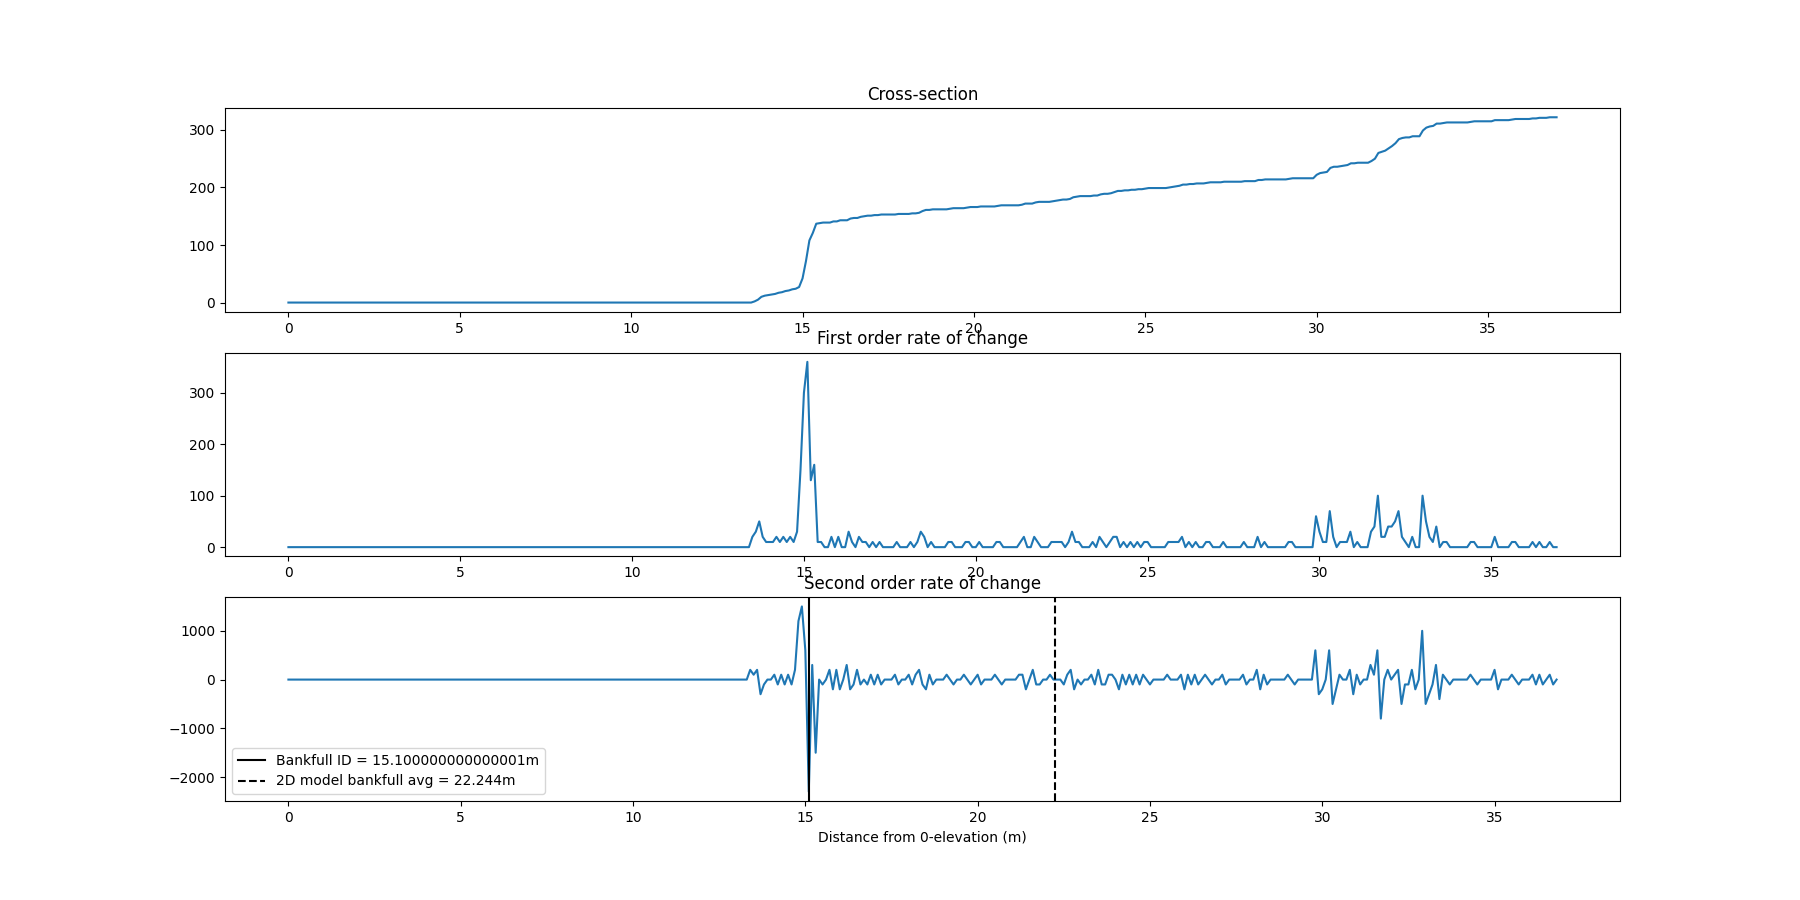 Cross-section
300
200
100
0
0 5 10 15 20 25 30 35
First order rate of change
300
200
100
0
0 5 10 15 20 25 30 35
Second order rate of change
1000
0
−1000
−2000
Bankfull ID = 15.100000000000001m
2D model bankfull avg = 22.244m
0 5 10 15 20 25 30 35
Distance from 0-elevation (m)